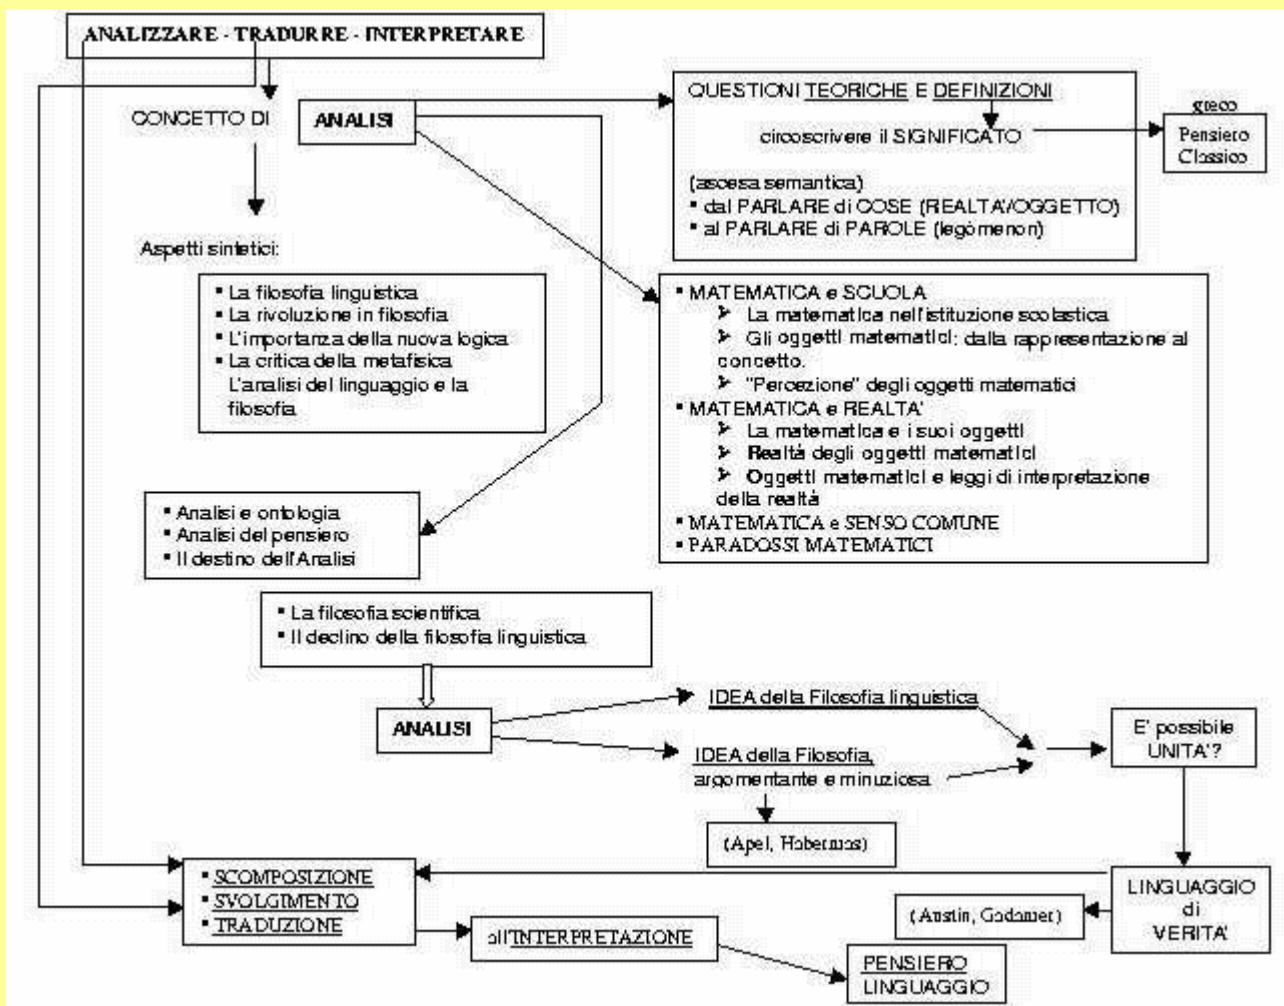 ANALIZZARE - TRADURRE - INTERPRETARE
CONCETTO DI
ANALISI
QUESTIONI TEORICHE E DEFINIZIONI
circoscrivere il SIGNIFICATO
(ascesa semantica)
▪ dal PARLARE di COSE (REALTA'/OGGETTO)
▪ al PARLARE di PAROLE (legòmenon)
greco
Pensiero
Classico
Aspetti sintetici:
▪ La filosofia linguistica
▪ La rivoluzione in filosofia
▪ L'importanza della nuova logica
▪ La critica della metafisica
L'analisi del linguaggio e la
filosofia
▪ MATEMATICA e SCUOLA
➢ La matematica nell'istituzione scolastica
➢ Gli oggetti matematici: dalla rappresentazione al
concetto.
➢ "Percezione" degli oggetti matematici
▪ MATEMATICA e REALTA'
➢ La matematica e i suoi oggetti
➢ Realtà degli oggetti matematici
➢ Oggetti matematici e leggi di interpretazione
della realtà
▪ MATEMATICA e SENSO COMUNE
▪ PARADOSSI MATEMATICI
▪ Analisi e ontologia
▪ Analisi del pensiero
▪ Il destino dell'Analisi
▪ La filosofia scientifica
▪ Il declino della filosofia linguistica
ANALISI
IDEA della Filosofia linguistica
IDEA della Filosofia,
argomentante e minuziosa
E' possibile
UNITA'?
(Apel, Habermas)
▪ SCOMPOSIZIONE
▪ SVOLGIMENTO
▪ TRADUZIONE
LINGUAGGIO
di
VERITA'
(Austin, Gadamer)
all'INTERPRETAZIONE
PENSIERO
LINGUAGGIO